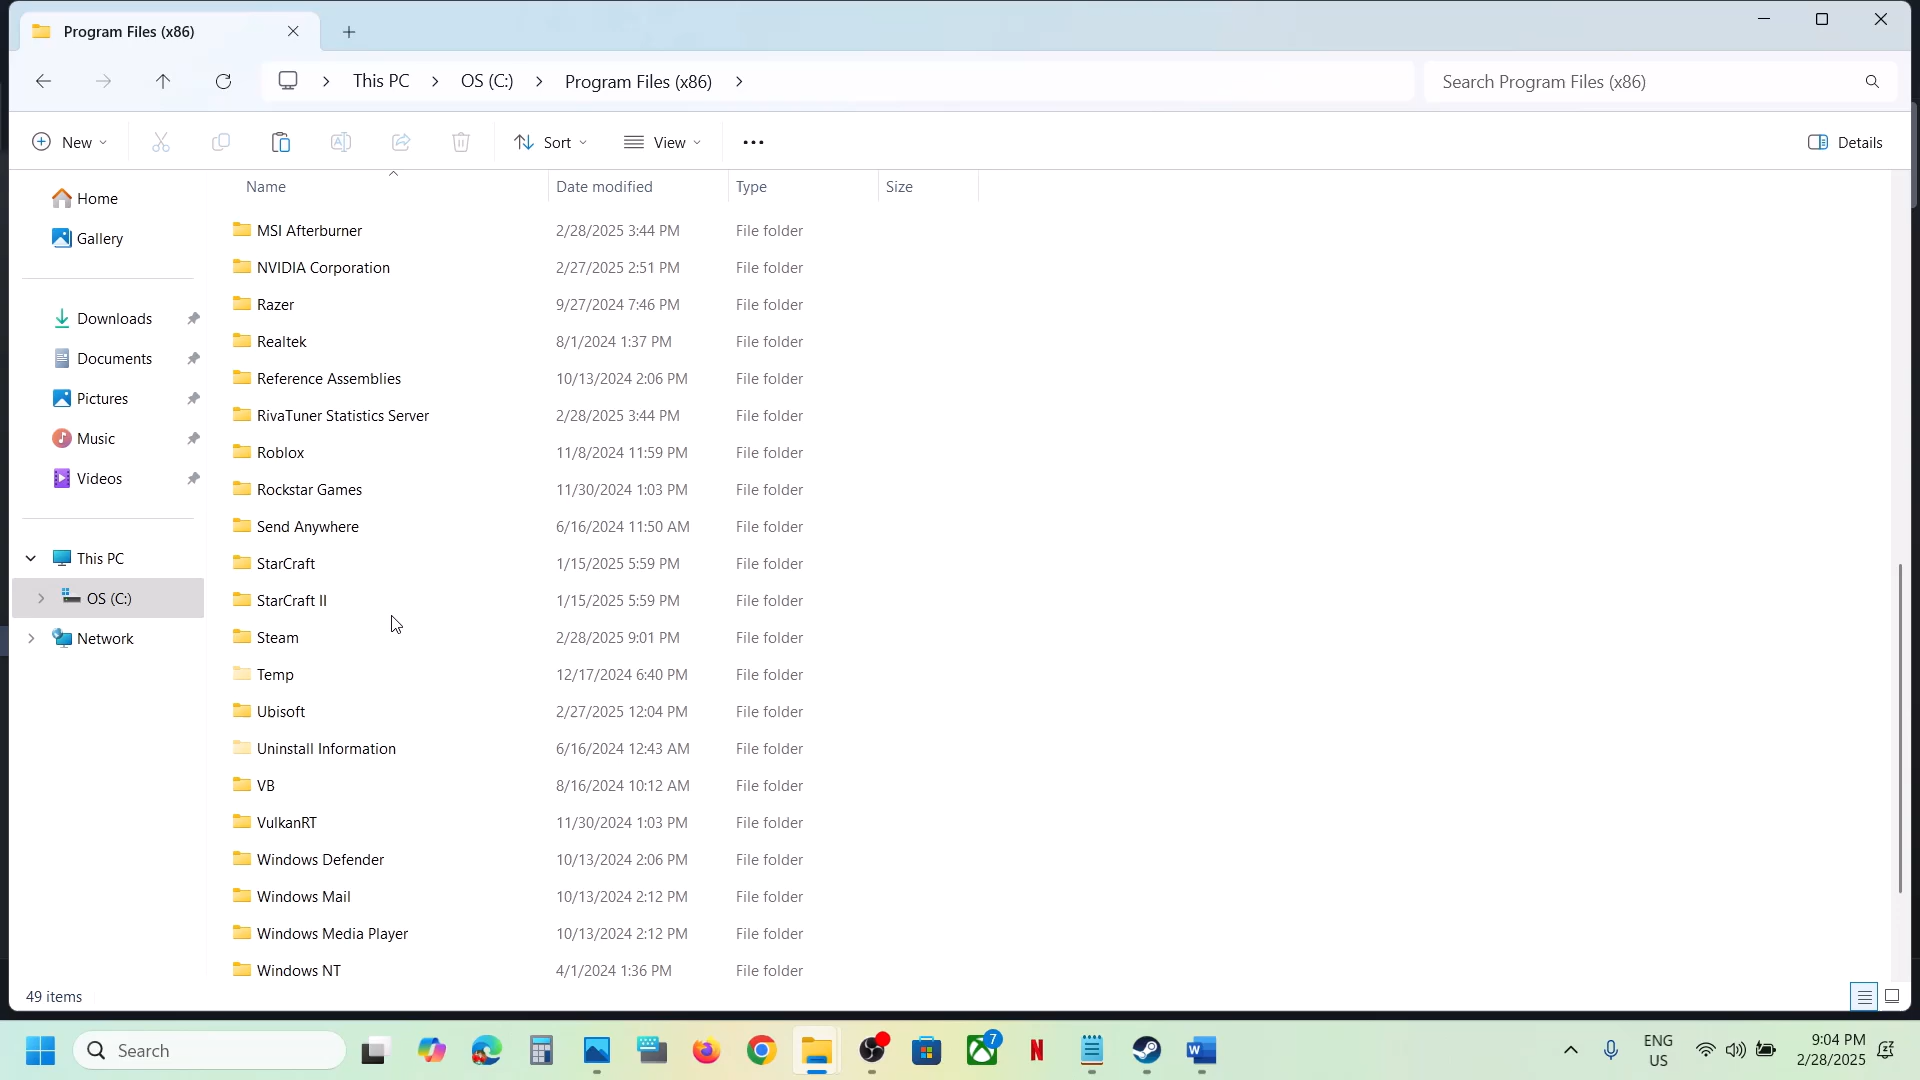 Program Files (x86)
This PC > OS (C:) > Program Files (x86) >
Search Program Files (x86)
New
Sort
View
Details
Name Date modified Type Size
Home
Gallery
Downloads
Documents
Pictures
Music
Videos
This PC
OS (C:)
Network
MSI Afterburner 2/28/2025 3:44 PM File folder
NVIDIA Corporation 2/27/2025 2:51 PM File folder
Razer 9/27/2024 7:46 PM File folder
Realtek 8/1/2024 1:37 PM File folder
Reference Assemblies 10/13/2024 2:06 PM File folder
RivaTuner Statistics Server 2/28/2025 3:44 PM File folder
Roblox 11/8/2024 11:59 PM File folder
Rockstar Games 11/30/2024 1:03 PM File folder
Send Anywhere 6/16/2024 11:50 AM File folder
StarCraft 1/15/2025 5:59 PM File folder
StarCraft II 1/15/2025 5:59 PM File folder
Steam 2/28/2025 9:01 PM File folder
Temp 12/17/2024 6:40 PM File folder
Ubisoft 2/27/2025 12:04 PM File folder
Uninstall Information 6/16/2024 12:43 AM File folder
VB 8/16/2024 10:12 AM File folder
VulkanRT 11/30/2024 1:03 PM File folder
Windows Defender 10/13/2024 2:06 PM File folder
Windows Mail 10/13/2024 2:12 PM File folder
Windows Media Player 10/13/2024 2:12 PM File folder
Windows NT 4/1/2024 1:36 PM File folder
49 items
Search
7
ENG
US
9:04 PM
2/28/2025